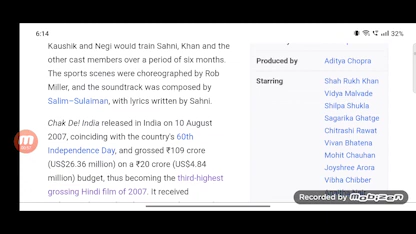 6:14
32%
Kaushik and Negi would train Sahni, Khan and the
other cast members over a period of six months.
The sports scenes were choreographed by Rob
Miller, and the soundtrack was composed by
Salim–Sulaiman, with lyrics written by Sahni.
Chak De! India released in India on 10 August
2007, coinciding with the country's 60th
Independence Day, and grossed ₹109 crore
(US$26.36 million) on a ₹20 crore (US$4.84
million) budget, thus becoming the third-highest
grossing Hindi film of 2007. It received
Produced by Aditya Chopra
Starring Shah Rukh Khan
Vidya Malvade
Shilpa Shukla
Sagarika Ghatge
Chitrashi Rawat
Vivan Bhatena
Mohit Chauhan
Joyshree Arora
Vibha Chibber
Recorded by Mobizen